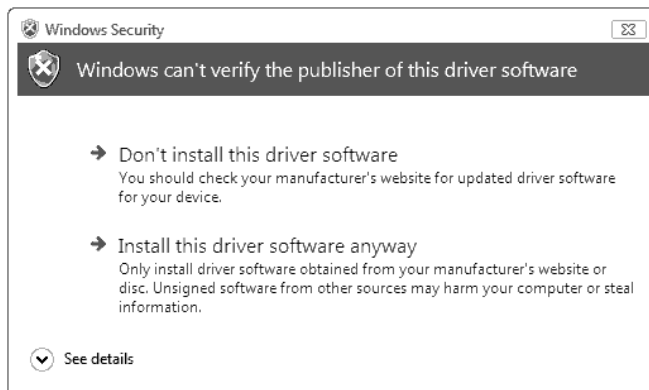 Windows Security
Windows can't verify the publisher of this driver software
Don't install this driver software
You should check your manufacturer's website for updated driver software
for your device.
Install this driver software anyway
Only install driver software obtained from your manufacturer's website or
disc. Unsigned software from other sources may harm your computer or steal
information.
See details